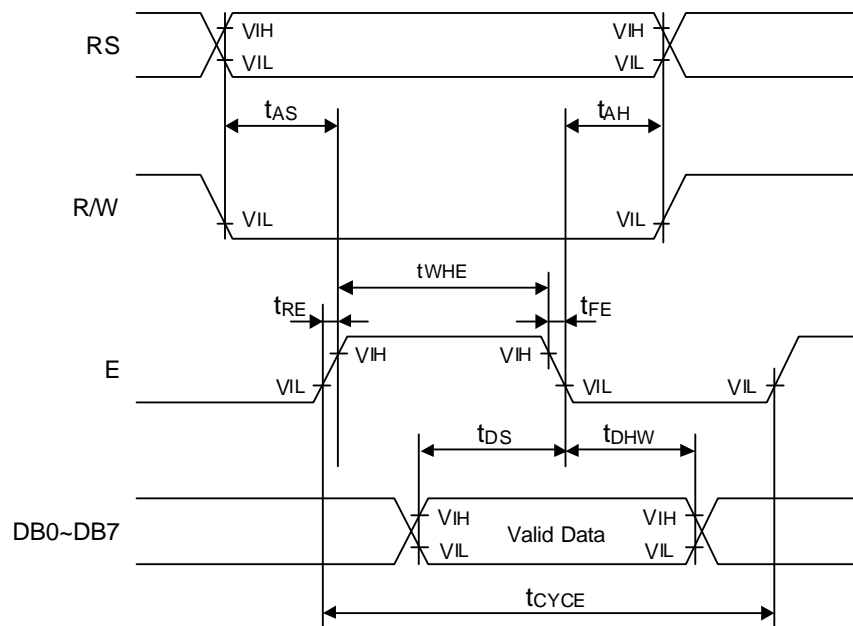 RS
VIH
VIL
VIH
VIL
tAS
tAH
R/W
VIL
VIL
tWHE
tRE
tFE
E
VIL
VIH
VIH
VIL
VIL
tDS
tDHW
DB0~DB7
VIH
VIL
Valid Data
VIH
VIL
tCYCE